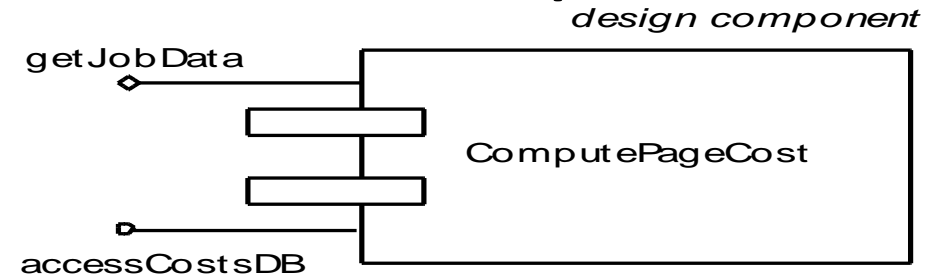 design component
getJobData
ComputePageCost
accessCostsDB